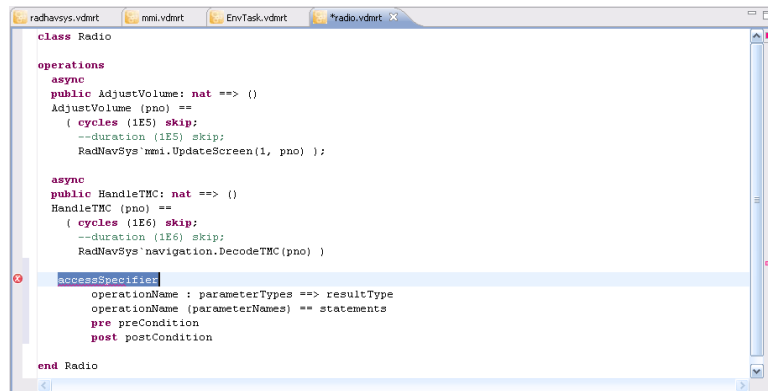 radnavsys.vdmrt mmi.vdmrt EnvTask.vdmrt *radio.vdmrt
class Radio
operations
async
public AdjustVolume: nat ==> ()
AdjustVolume (pno) ==
( cycles (1E5) skip;
--duration (1E5) skip;
RadNavSys`mmi.UpdateScreen(1, pno) );
async
public HandleTMC: nat ==> ()
HandleTMC (pno) ==
( cycles (1E6) skip;
--duration (1E6) skip;
RadNavSys`navigation.DecodeTMC(pno) )
accessSpecifier
operationName : parameterTypes ==> resultType
operationName (parameterNames) == statements
pre preCondition
post postCondition
end Radio